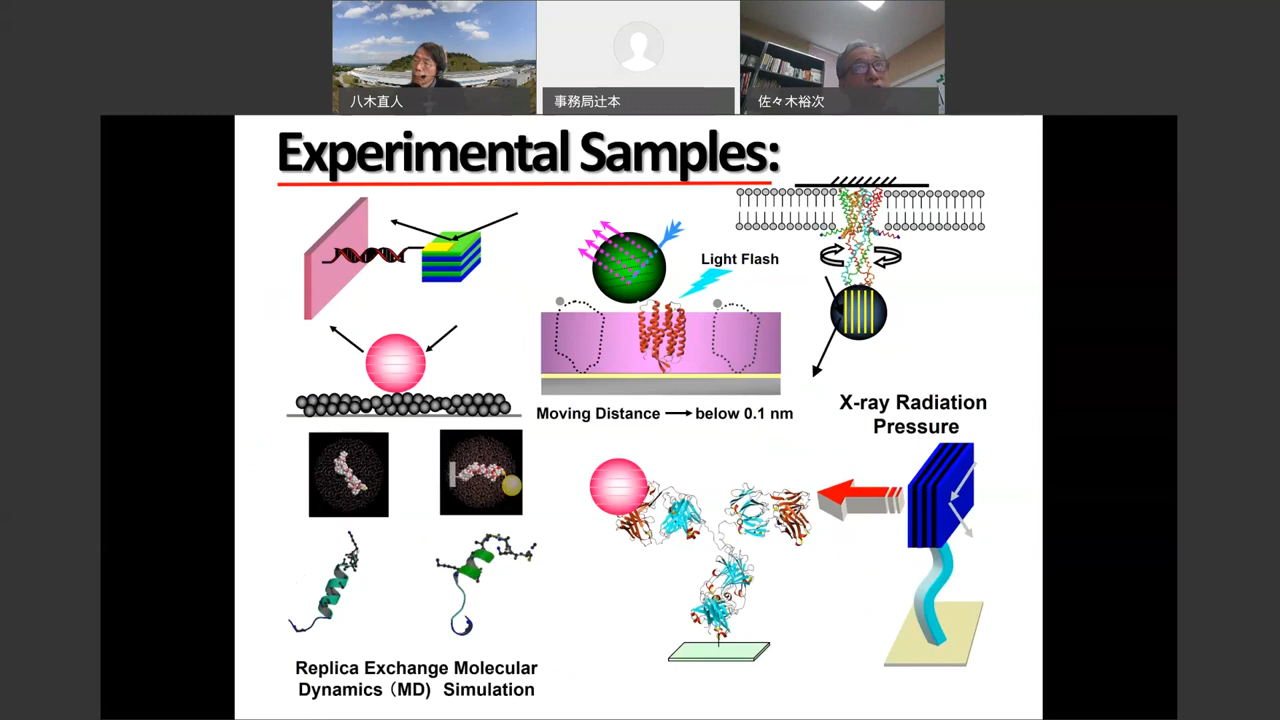 八木直人
事務局辻本
佐々木裕次
Experimental Samples:
Light Flash
Moving Distance → below 0.1 nm
X-ray Radiation
Pressure
Replica Exchange Molecular
Dynamics (MD) Simulation